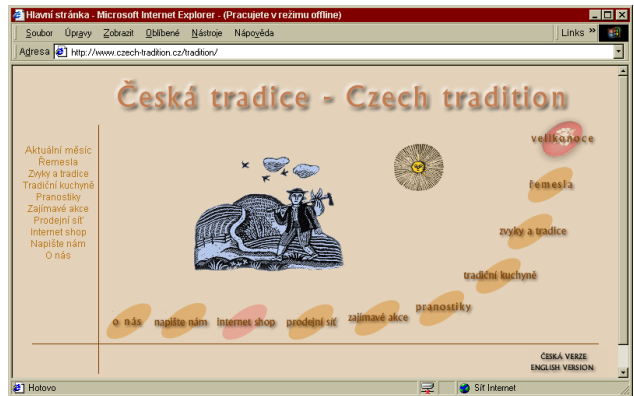 Hlavní stránka - Microsoft Internet Explorer - (Pracujete v režimu offline)
Soubor Úpravy Zobrazit Oblíbené Nástroje Nápověda Links »
Adresa http://www.czech-tradition.cz/tradition/
Česká tradice - Czech tradition
velikonoce
Aktuální měsíc
Řemesla
Zvyky a tradice
Tradiční kuchyně
Pranostiky
Zajímavé akce
Prodejní síť
Internet shop
Napište nám
O nás
řemesla
zvyky a tradice
tradiční kuchyně
pranostiky
zajímavé akce
prodejní síť
Internet shop
napište nám
o nás
ČESKÁ VERZE
ENGLISH VERSION
Hotovo Síť Internet